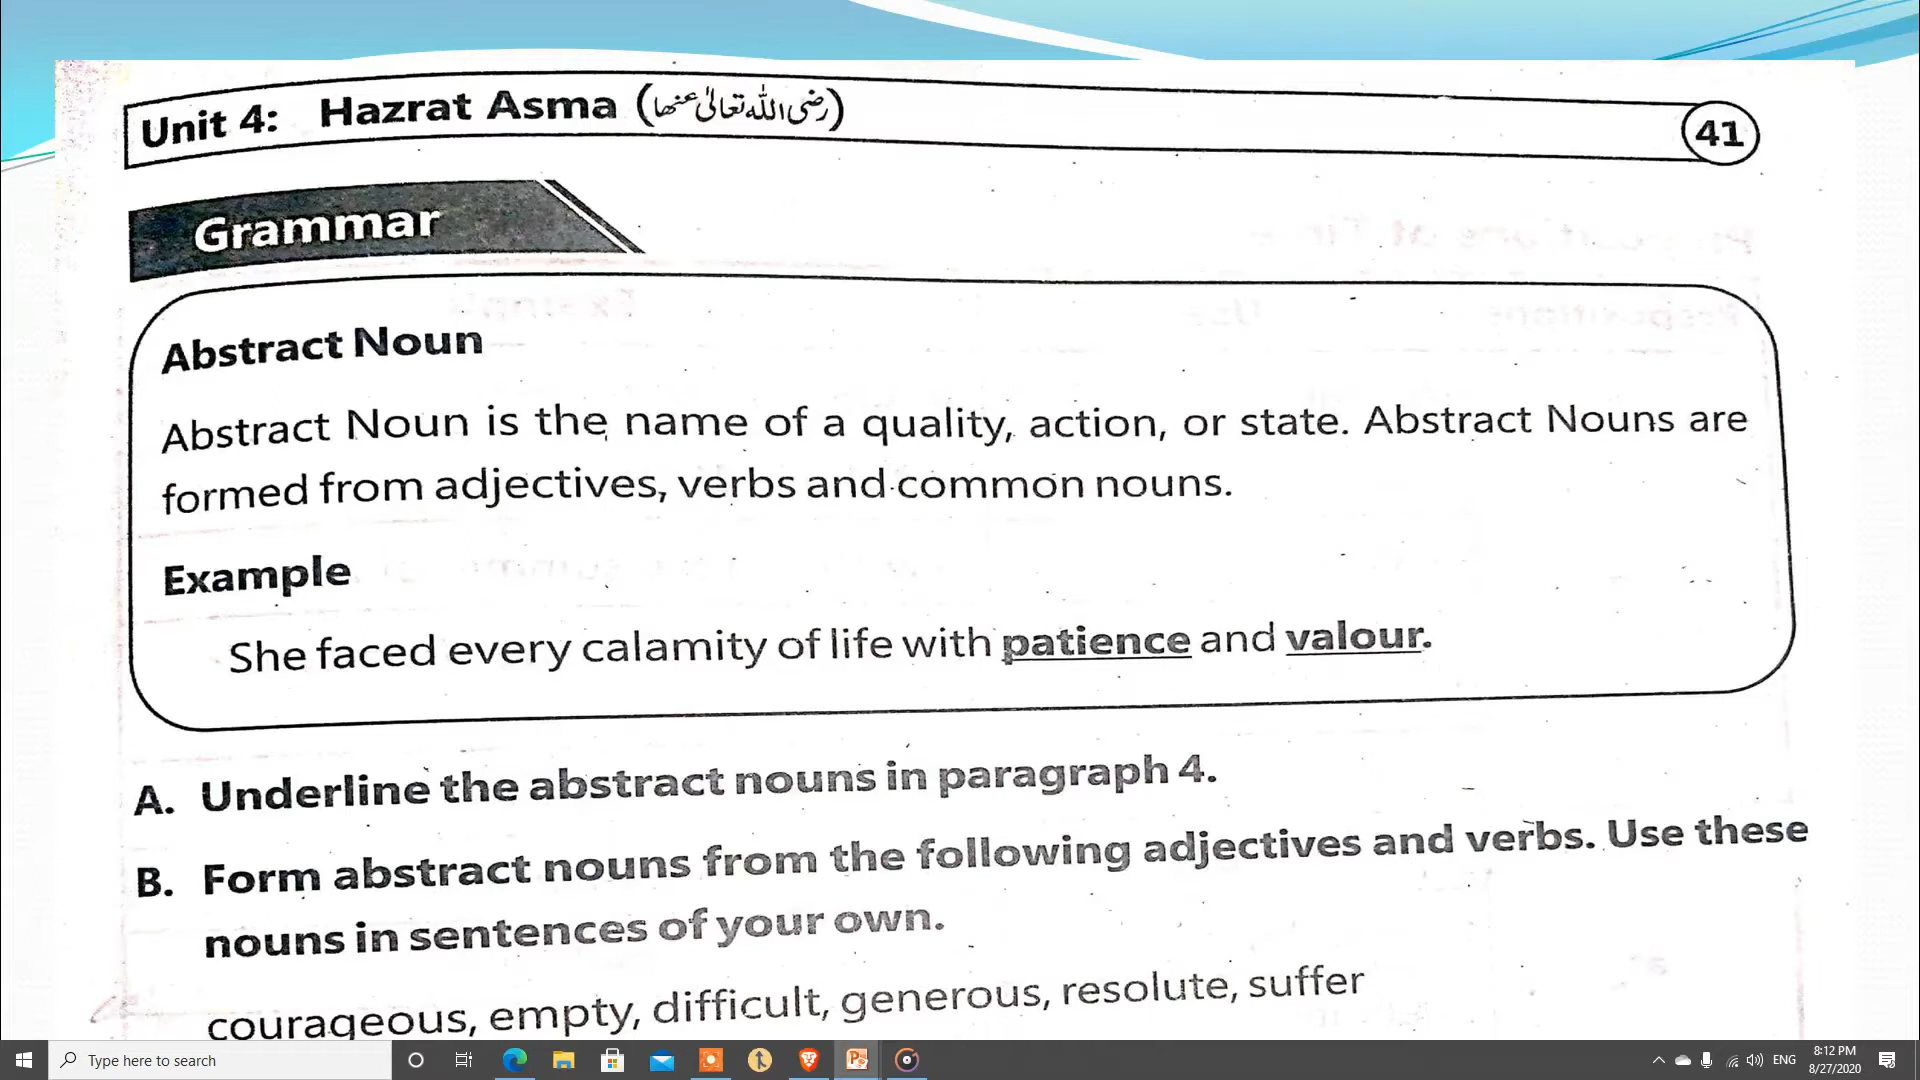 Unit 4: Hazrat Asma (رضی اللہ تعالیٰ عنھا)
41
Grammar
Abstract Noun
Abstract Noun is the name of a quality, action, or state. Abstract Nouns are
formed from adjectives, verbs and common nouns.
Example
She faced every calamity of life with patience and valour.
A. Underline the abstract nouns in paragraph 4.
B. Form abstract nouns from the following adjectives and verbs. Use these
nouns in sentences of your own.
courageous, empty, difficult, generous, resolute, suffer
Type here to search
ENG
8:12 PM
8/27/2020